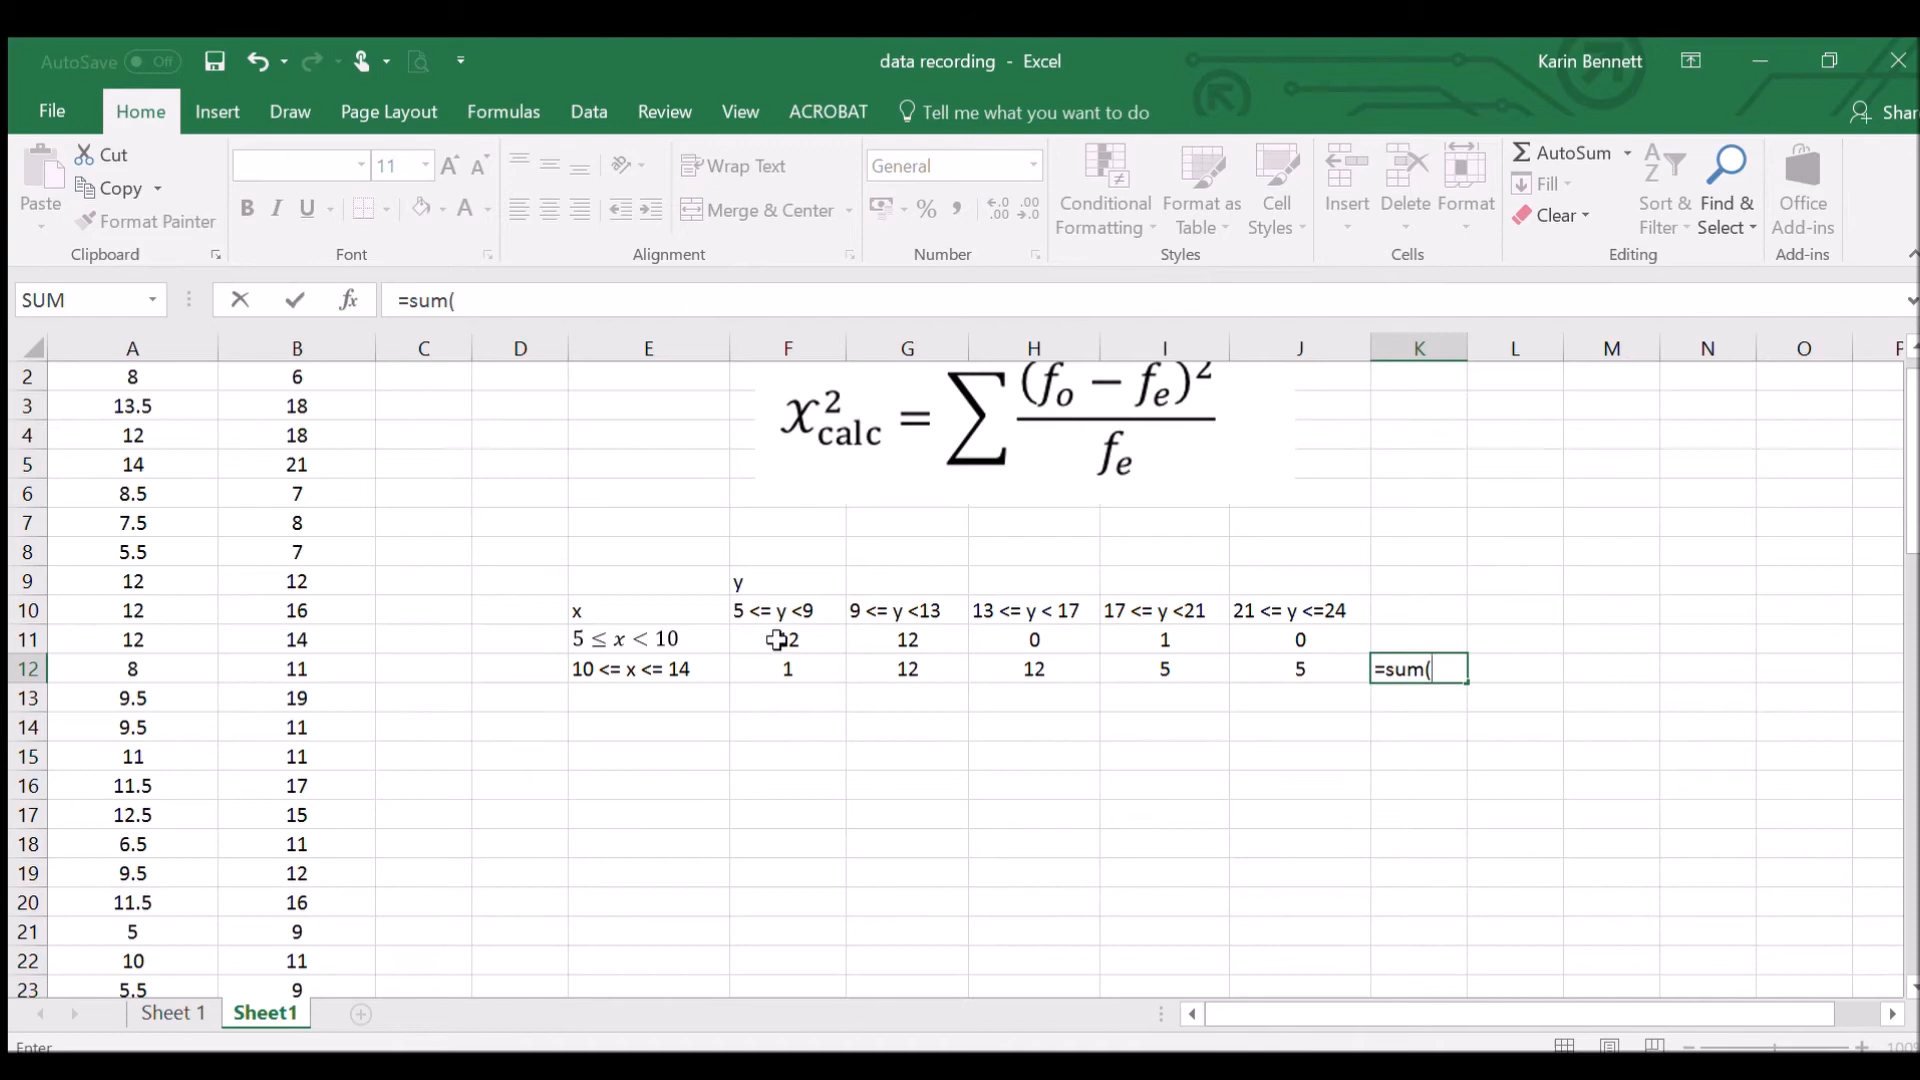 AutoSave Off data recording - Excel Karin Bennett
File Home Insert Draw Page Layout Formulas Data Review View ACROBAT Tell me what you want to do Shar
Cut
Copy
Format Painter
Paste
Clipboard
11
B I U A
Font
Wrap Text
Merge & Center
Alignment
General
% ,
Number
Conditional Formatting
Format as Table
Cell Styles
Styles
Insert Delete Format
Cells
AutoSum
Fill
Clear
Sort & Filter
Find & Select
Editing
Office Add-ins
Add-ins
SUM fx =sum(
A B C D E F G H I J K L M N O
χ²calc = ∑ (fo − fe)² / fe
2 8 6
3 13.5 18
4 12 18
5 14 21
6 8.5 7
7 7.5 8
8 5.5 7
9 12 12 y
10 12 16 x 5 <= y <9 9 <= y <13 13 <= y < 17 17 <= y <21 21 <= y <=24
11 12 14 5 ≤ x < 10 2 12 0 1 0
12 8 11 10 <= x <= 14 1 12 12 5 5 =sum(
13 9.5 19
14 9.5 11
15 11 11
16 11.5 17
17 12.5 15
18 6.5 11
19 9.5 12
20 11.5 16
21 5 9
22 10 11
23 5.5 9
Sheet 1 Sheet1
Enter